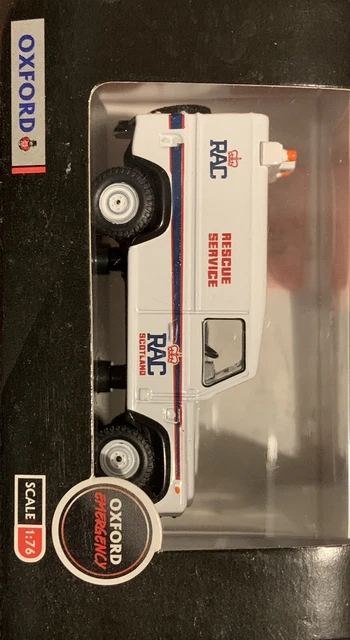 OXFORD
RAC
RESCUE
SERVICE
RAC
SCOTLAND
OXFORD
EMERGENCY
SCALE 1:76